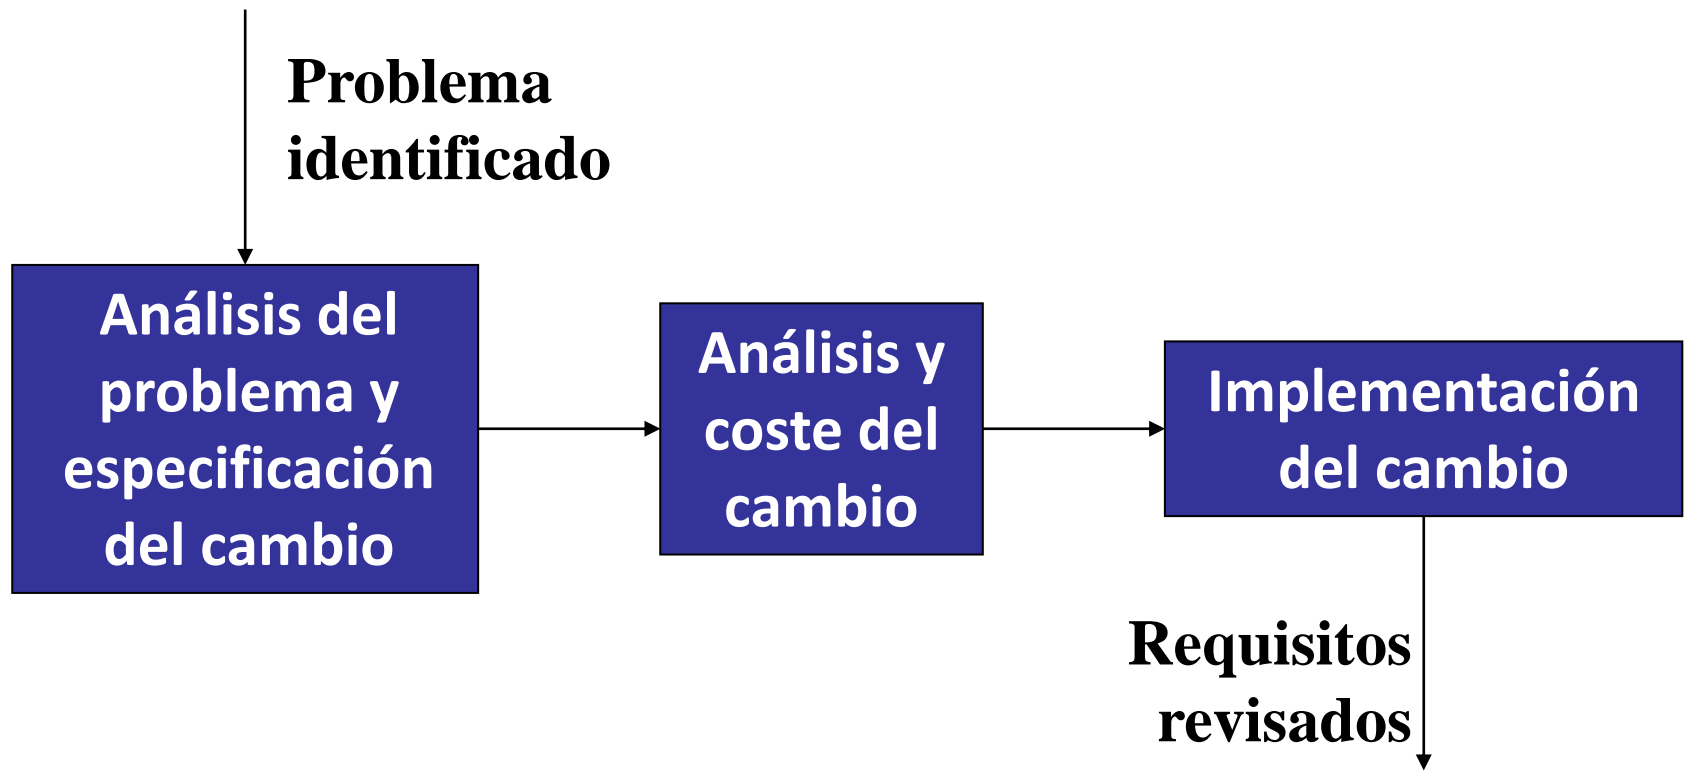 Problema
identificado
Análisis del
problema y
especificación
del cambio
Análisis y
coste del
cambio
Implementación
del cambio
Requisitos
revisados